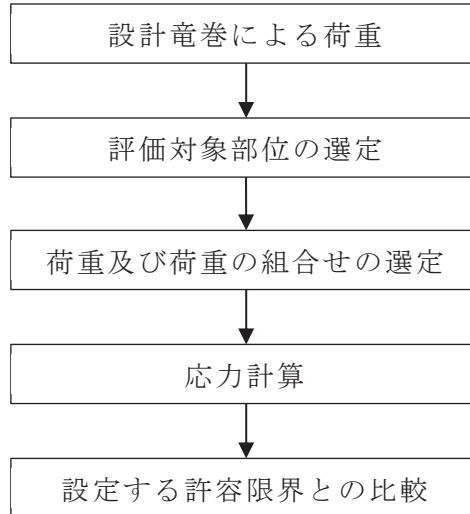 設計竜巻による荷重
評価対象部位の選定
荷重及び荷重の組合せの選定
応力計算
設定する許容限界との比較